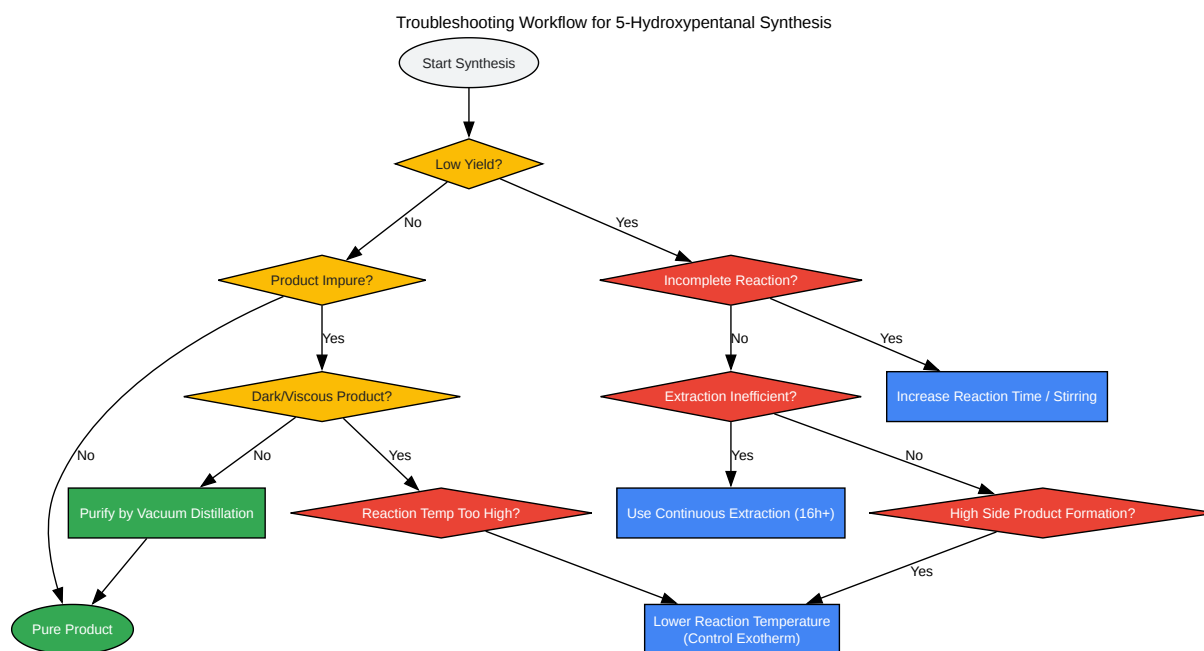 Troubleshooting Workflow for 5-Hydroxypentanal Synthesis
Start Synthesis
Low Yield?
No
Yes
Product Impure?
Incomplete Reaction?
Yes
No
Yes
Dark/Viscous Product?
Extraction Inefficient?
Increase Reaction Time / Stirring
No
No
Yes
Yes
No
Purify by Vacuum Distillation
Reaction Temp Too High?
Use Continuous Extraction (16h+)
High Side Product Formation?
Yes
Pure Product
Lower Reaction Temperature
(Control Exotherm)